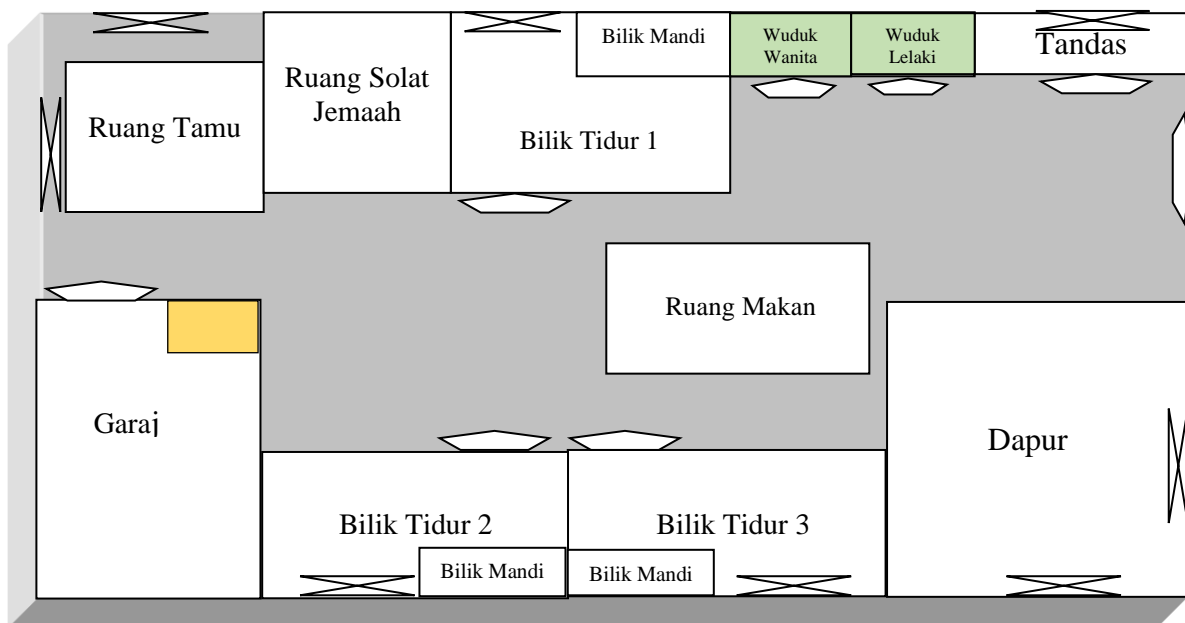 Bilik Mandi
Wuduk
Wanita
Wuduk
Lelaki
Tandas
Ruang Solat
Jemaah
Ruang Tamu
Bilik Tidur 1
Ruang Makan
Garaj
Dapur
Bilik Tidur 2
Bilik Tidur 3
Bilik Mandi
Bilik Mandi